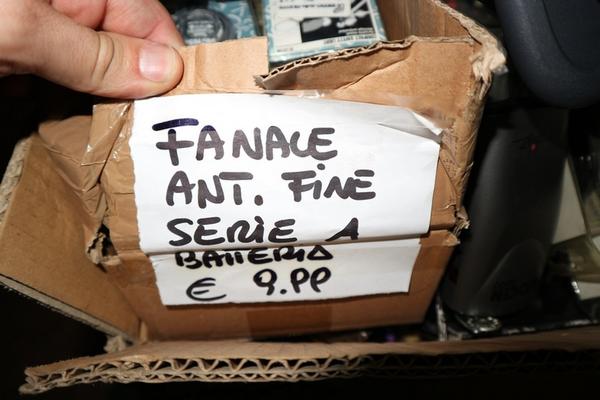 FANALE
ANT. FINE
SERIE A
BATTERIA
€ 9.99